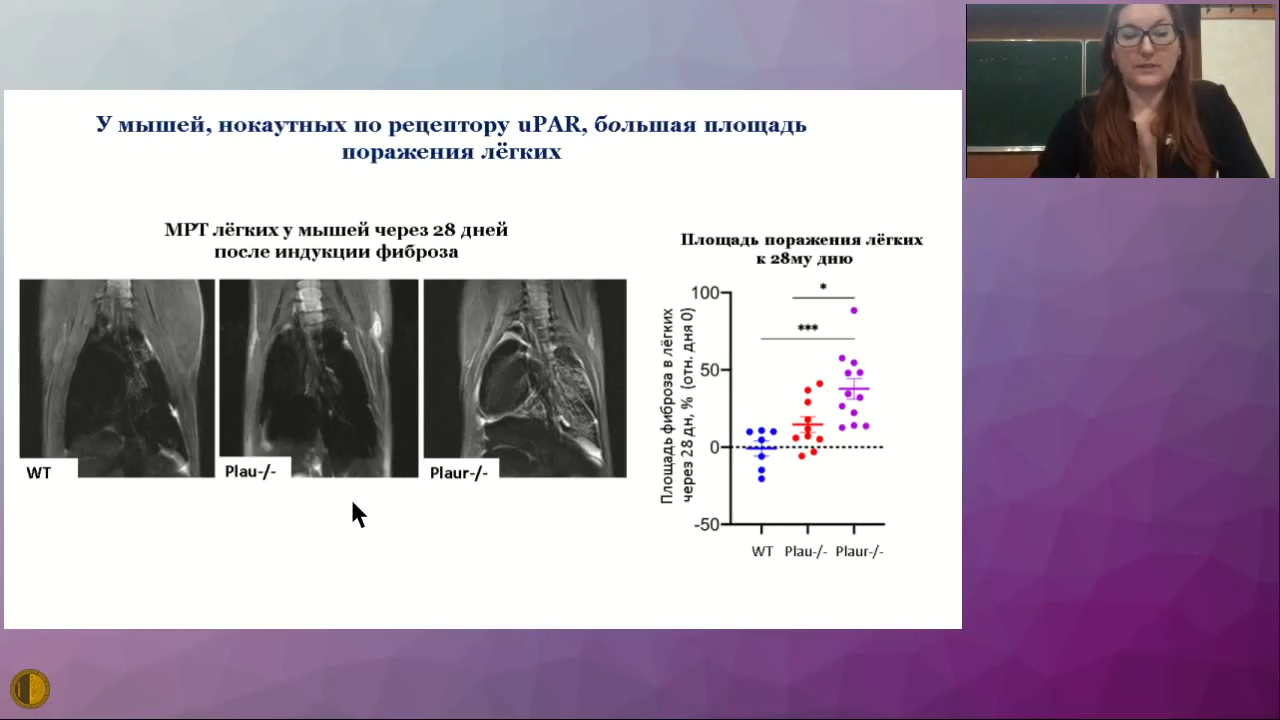 У мышей, нокаутных по рецептору uPAR, большая площадь
поражения лёгких
МРТ лёгких у мышей через 28 дней
после индукции фиброза
WT
Plau-/-
Plaur-/-
Площадь поражения лёгких
к 28му дню
Площадь фиброза в лёгких
через 28 дн, % (отн. дня 0)
100
50
0
-50
*
***
WT Plau-/- Plaur-/-